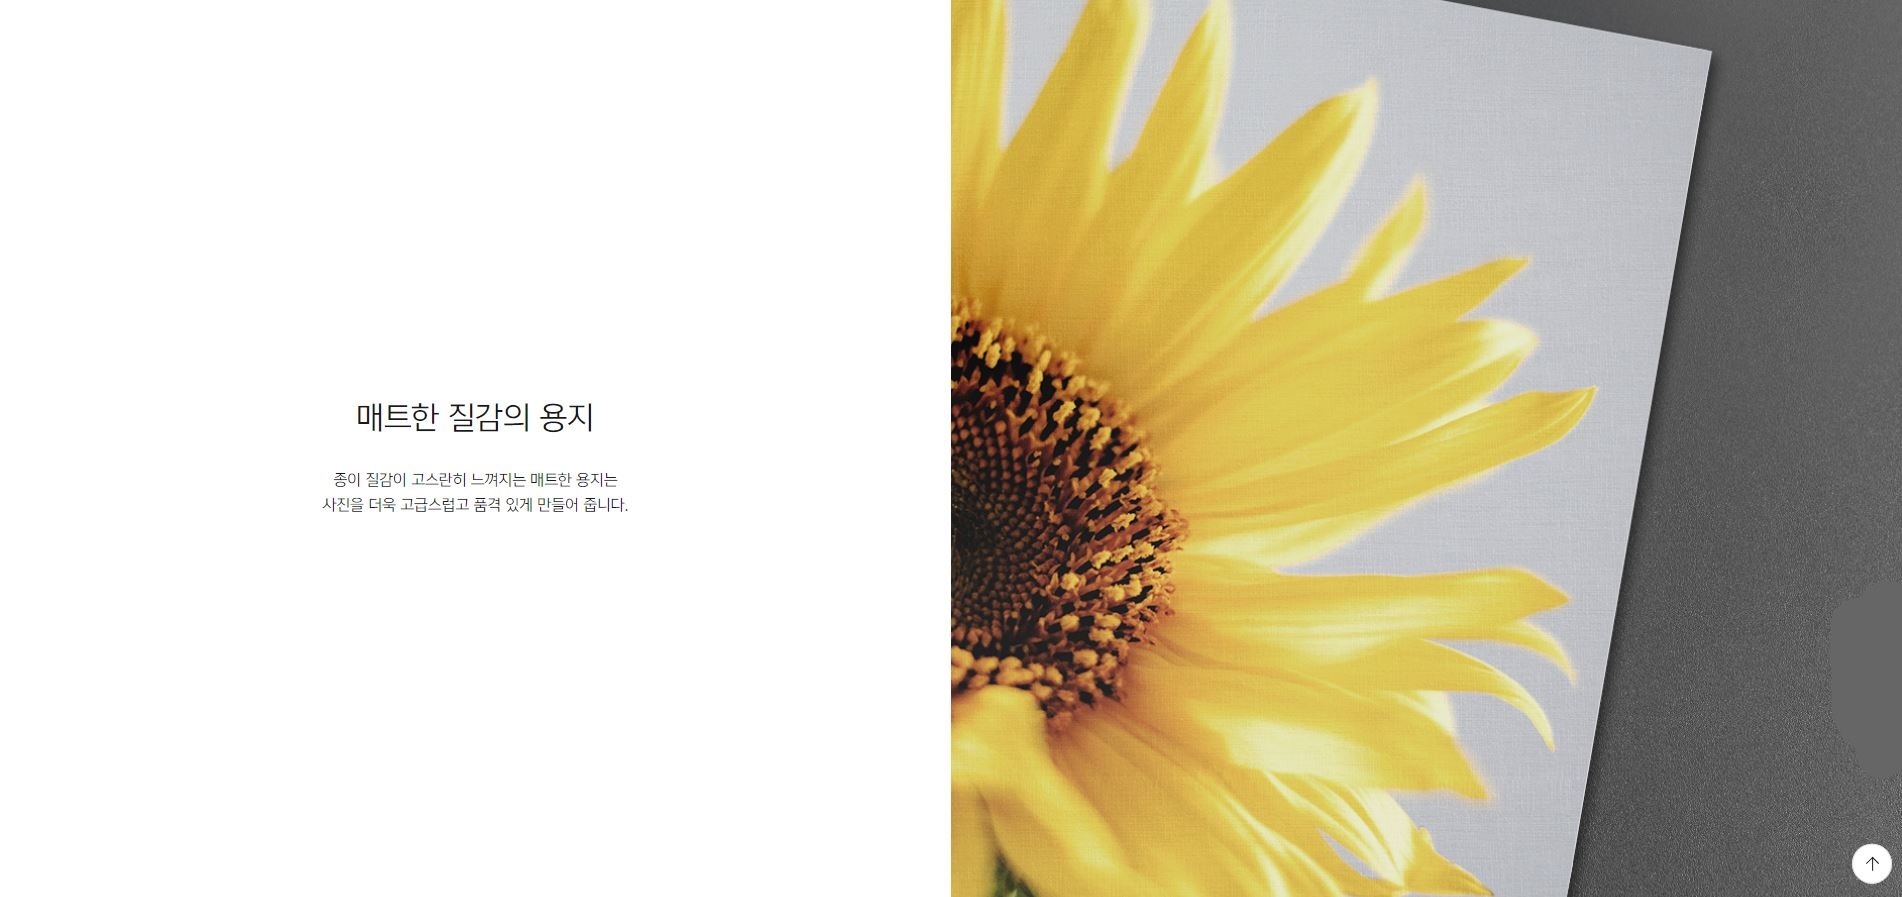 매트한 질감의 용지
종이 질감이 고스란히 느껴지는 매트한 용지는
사진을 더욱 고급스럽고 품격 있게 만들어 줍니다.